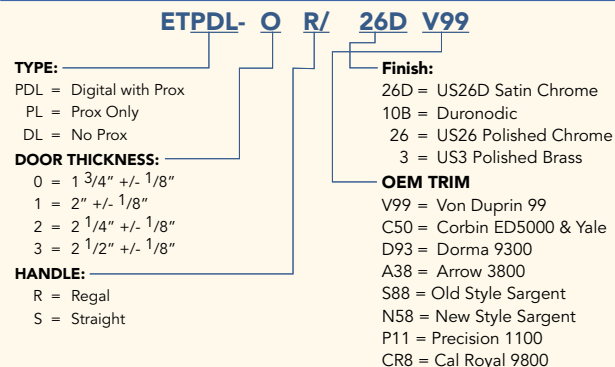 ETPDL- O R/ 26D V99
TYPE:
PDL = Digital with Prox
PL = Prox Only
DL = No Prox
DOOR THICKNESS:
0 = 1 3/4" +/- 1/8"
1 = 2" +/- 1/8"
2 = 2 1/4" +/- 1/8"
3 = 2 1/2" +/- 1/8"
HANDLE:
R = Regal
S = Straight
Finish:
26D = US26D Satin Chrome
10B = Duronodic
26 = US26 Polished Chrome
3 = US3 Polished Brass
OEM TRIM
V99 = Von Duprin 99
C50 = Corbin ED5000 & Yale
D93 = Dorma 9300
A38 = Arrow 3800
S88 = Old Style Sargent
N58 = New Style Sargent
P11 = Precision 1100
CR8 = Cal Royal 9800